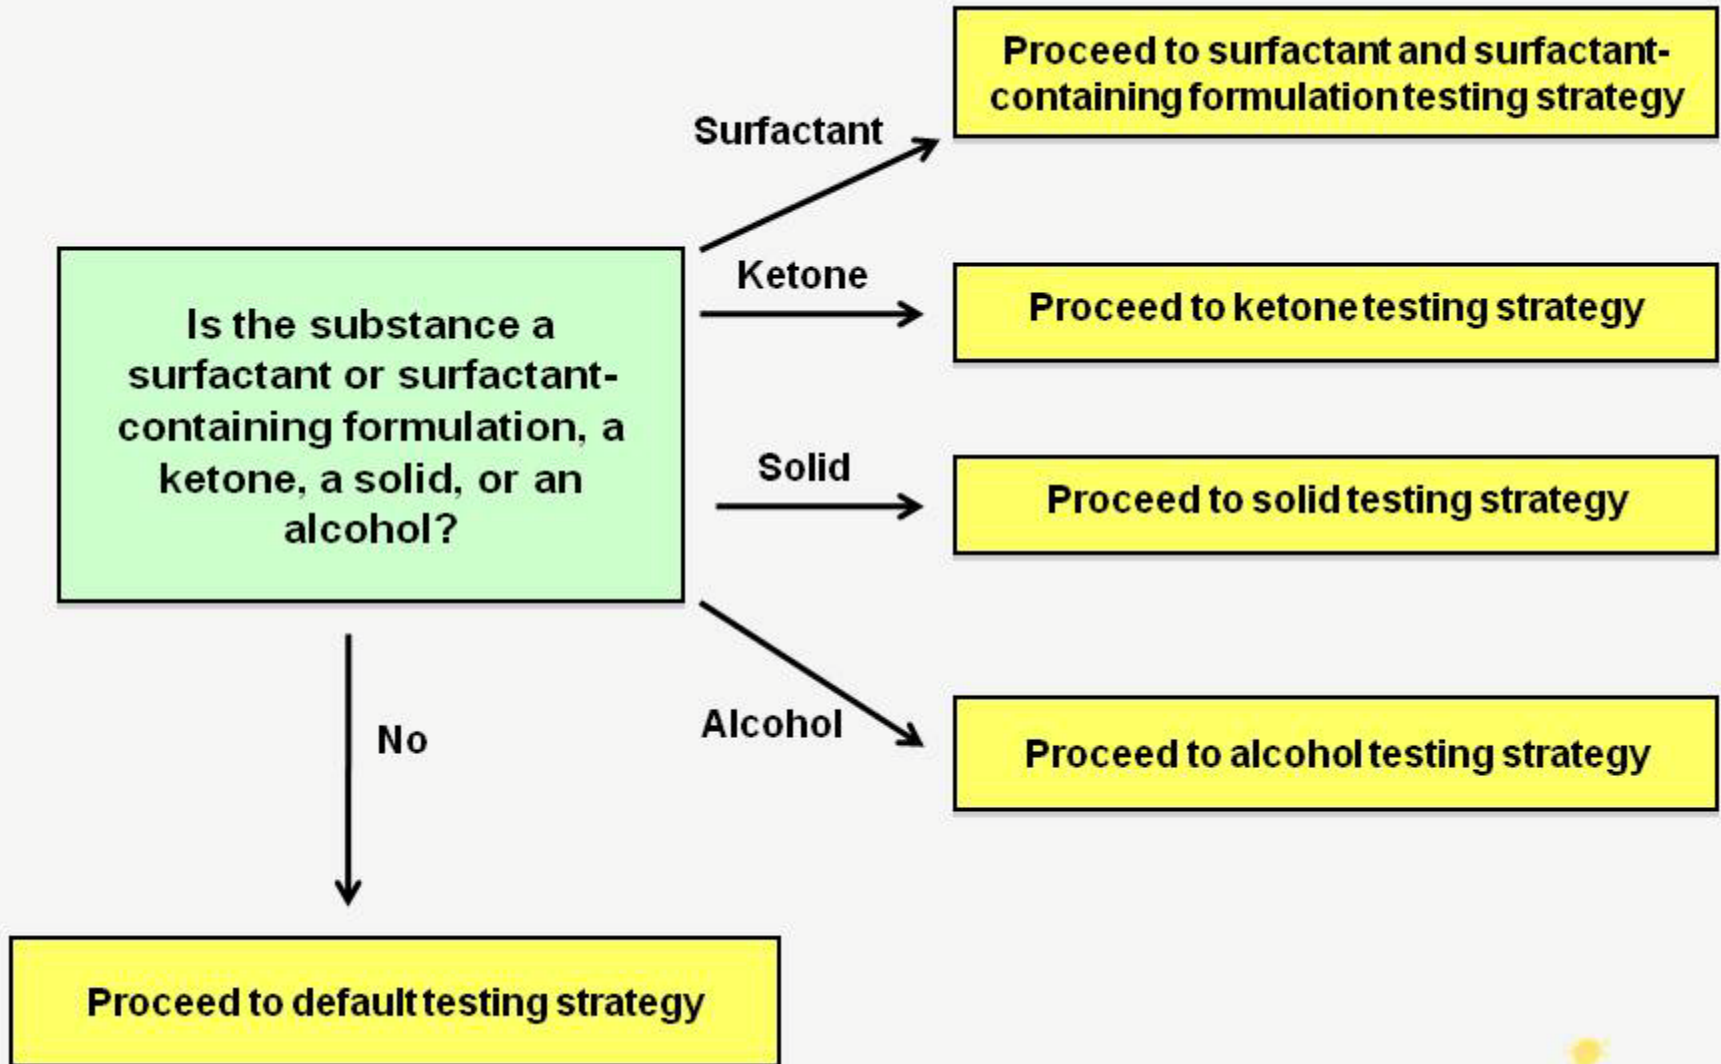 Proceed to surfactant and surfactant-
containing formulation testing strategy
Surfactant
Ketone
Is the substance a
surfactant or surfactant-
containing formulation, a
ketone, a solid, or an
alcohol?
Proceed to ketone testing strategy
Solid
Proceed to solid testing strategy
Alcohol
Proceed to alcohol testing strategy
No
Proceed to default testing strategy